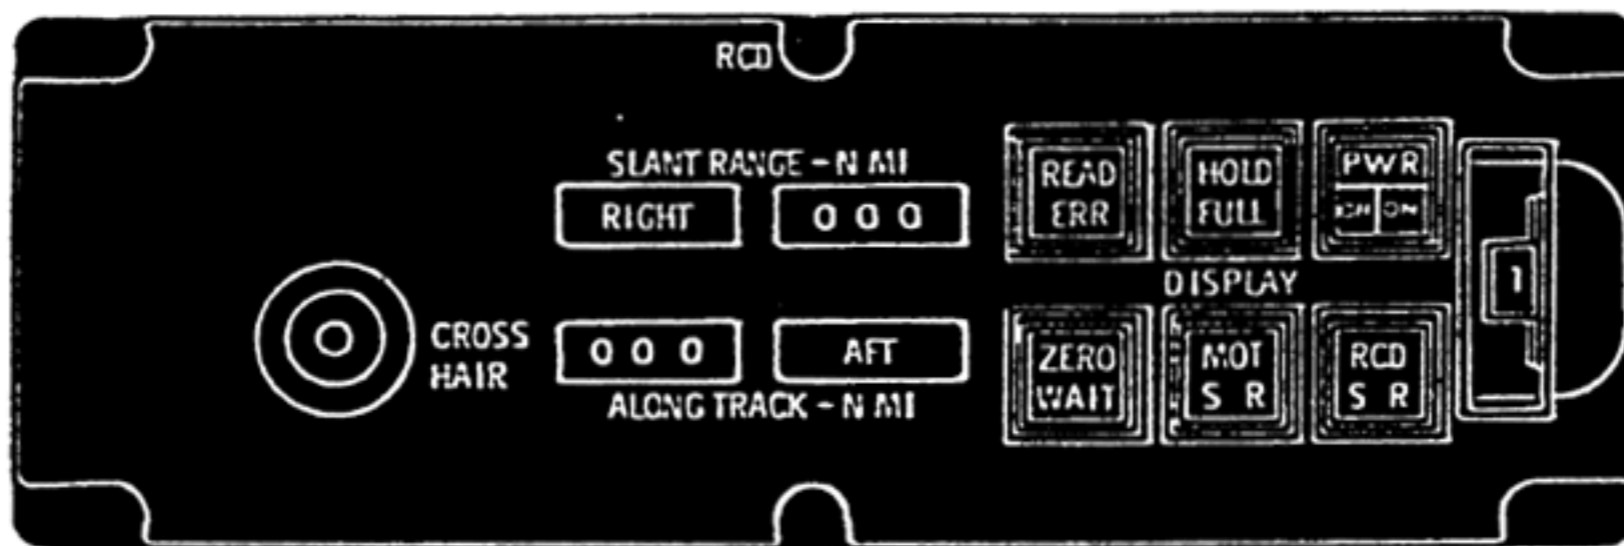 RCD
SLANT RANGE - N MI
RIGHT
0 0 0
CROSS
HAIR
0 0 0
AFT
ALONG TRACK - N MI
READ
ERR
HOLD
FULL
PWR
ON
DISPLAY
ZERO
WAIT
MOT
S R
RCD
S R
1